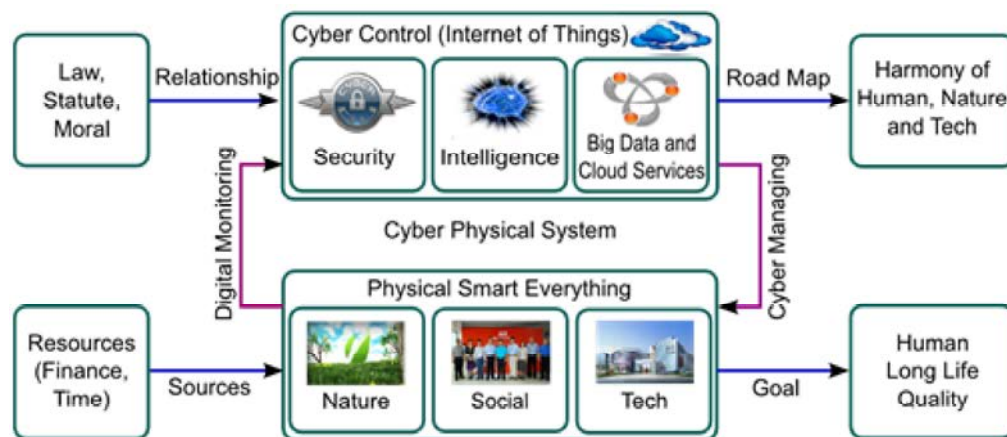 Cyber Control (Internet of Things)
Law,
Statute,
Moral
Relationship
Security
Intelligence
Big Data and
Cloud Services
Road Map
Harmony of
Human, Nature
and Tech
Digital Monitoring
Cyber Physical System
Cyber Managing
Physical Smart Everything
Resources
(Finance,
Time)
Sources
Nature
Social
Tech
Goal
Human
Long Life
Quality